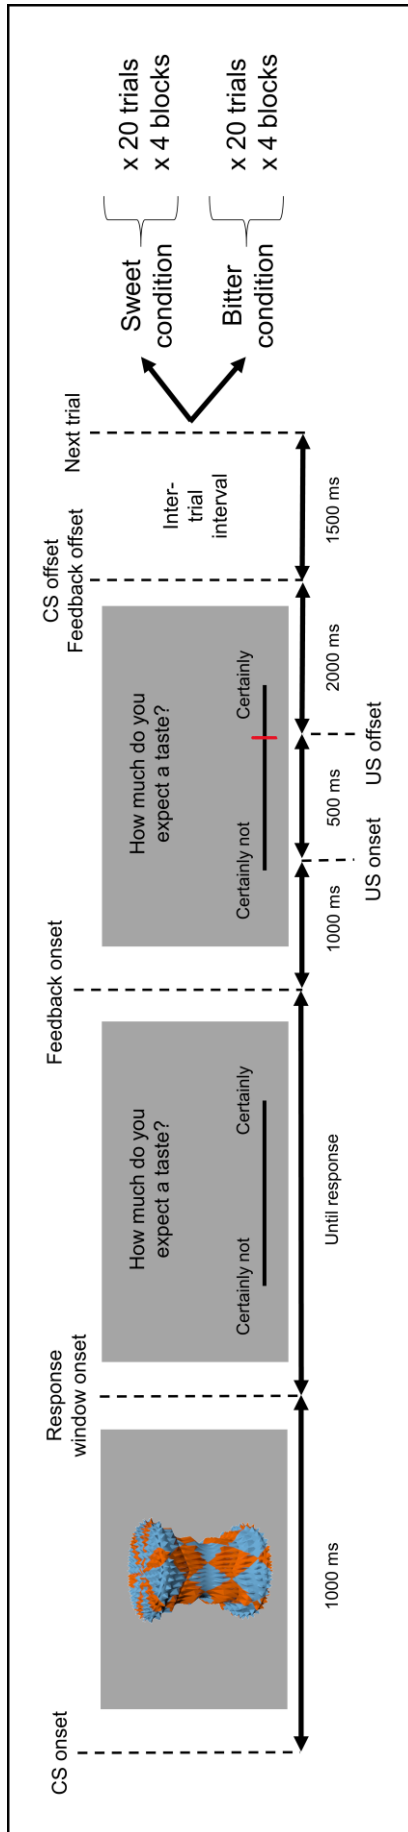 CS onset
1000 ms
Response
window onset
How much do you
expect a taste?
Certainly not
Certainly
Until response
Feedback onset
How much do you
expect a taste?
Certainly not
Certainly
1000 ms
US onset
500 ms
US offset
2000 ms
CS offset
Feedback offset
Inter-
trial
interval
1500 ms
Next trial
Sweet
condition
x 20 trials
x 4 blocks
Bitter
condition
x 20 trials
x 4 blocks